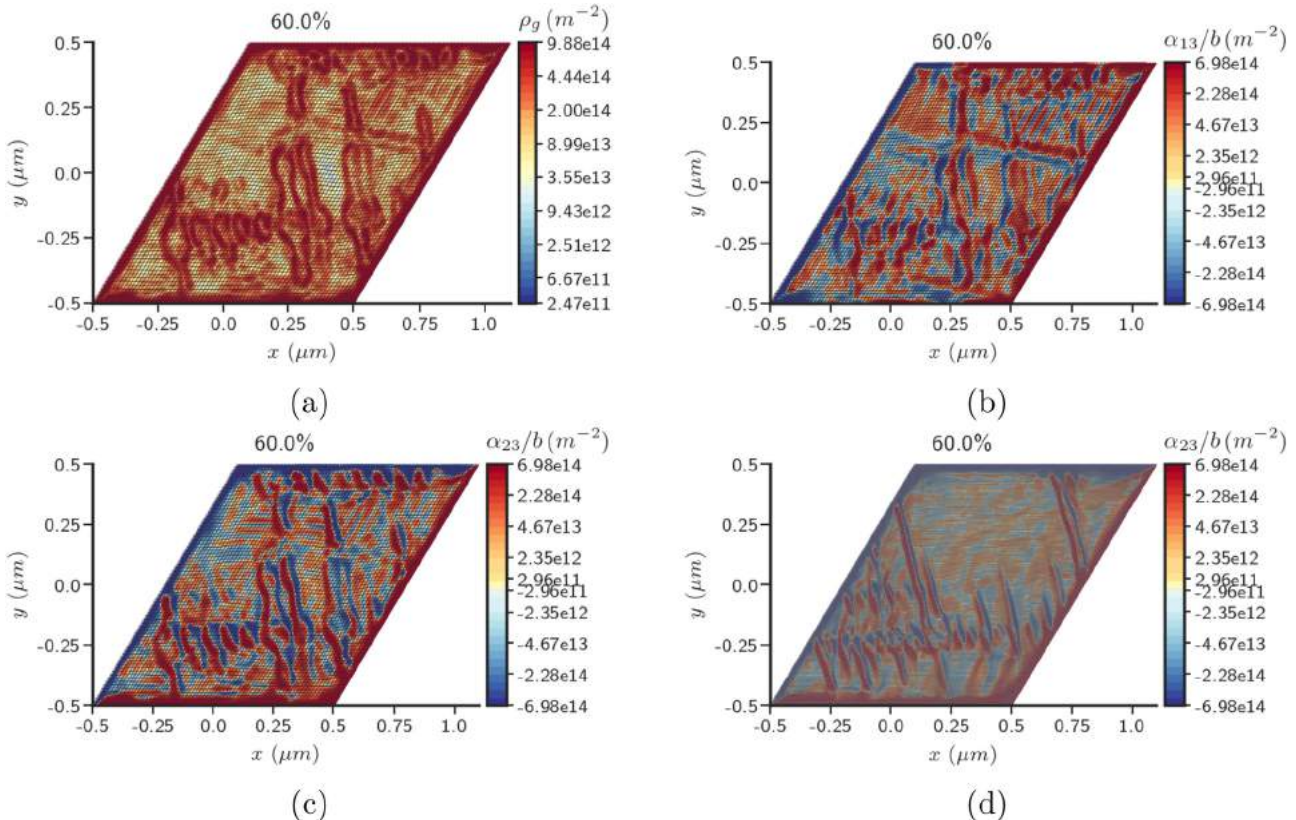 60.0%
ρg (m−2)
0.5
0.25
0.0
-0.25
-0.5
y (μm)
-0.5
-0.25
0.0
0.25
0.5
0.75
1.0
x (μm)
9.88e14
4.44e14
2.00e14
8.99e13
3.55e13
9.43e12
2.51e12
6.67e11
2.47e11
(a)
60.0%
α13/b (m−2)
0.5
0.25
0.0
-0.25
-0.5
y (μm)
-0.5
-0.25
0.0
0.25
0.5
0.75
1.0
x (μm)
6.98e14
2.28e14
4.67e13
2.35e12
2.96e11
-2.96e11
-2.35e12
-4.67e13
-2.28e14
-6.98e14
(b)
60.0%
α23/b (m−2)
0.5
0.25
0.0
-0.25
-0.5
y (μm)
-0.5
-0.25
0.0
0.25
0.5
0.75
1.0
x (μm)
6.98e14
2.28e14
4.67e13
2.35e12
2.96e11
-2.96e11
-2.35e12
-4.67e13
-2.28e14
-6.98e14
(c)
60.0%
α23/b (m−2)
0.5
0.25
0.0
-0.25
-0.5
y (μm)
-0.5
-0.25
0.0
0.25
0.5
0.75
1.0
x (μm)
6.98e14
2.28e14
4.67e13
2.35e12
2.96e11
-2.96e11
-2.35e12
-4.67e13
-2.28e14
-6.98e14
(d)